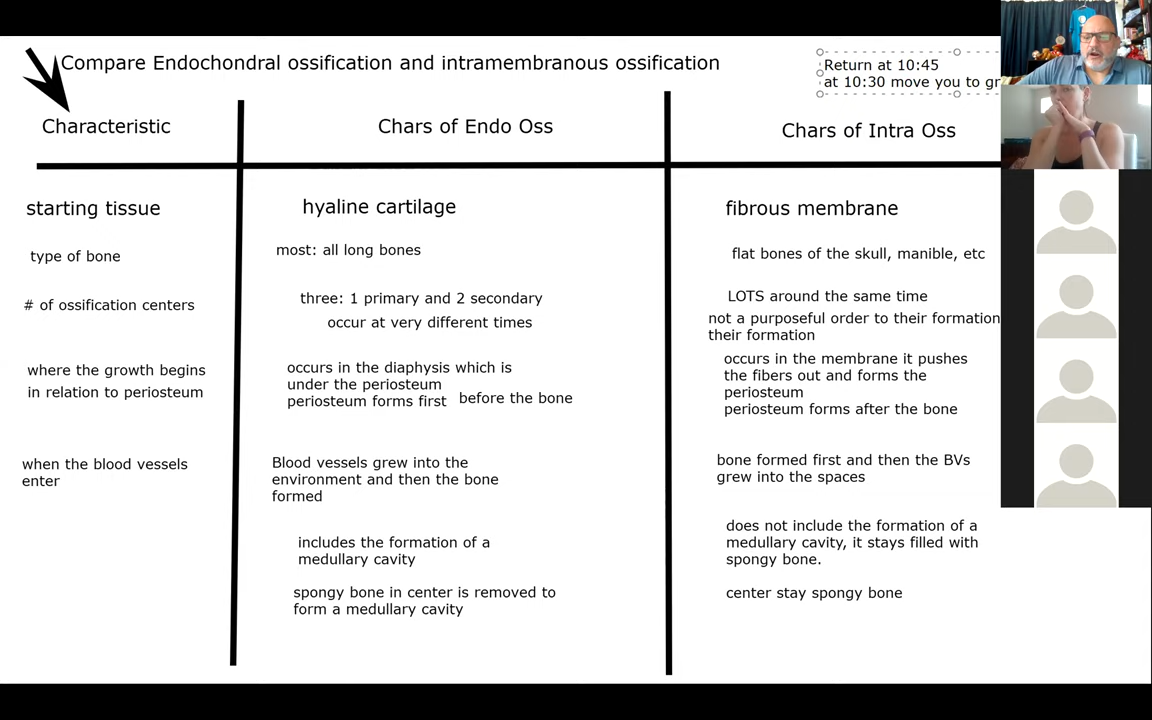 Compare Endochondral ossification and intramembranous ossification
Return at 10:45
at 10:30 move you to gr
Characteristic
Chars of Endo Oss
Chars of Intra Oss
starting tissue
hyaline cartilage
fibrous membrane
type of bone
most: all long bones
flat bones of the skull, manible, etc
# of ossification centers
three: 1 primary and 2 secondary
occur at very different times
LOTS around the same time
not a purposeful order to their formation
their formation
where the growth begins
in relation to periosteum
occurs in the diaphysis which is
under the periosteum
periosteum forms first
before the bone
occurs in the membrane it pushes
the fibers out and forms the
periosteum
periosteum forms after the bone
when the blood vessels
enter
Blood vessels grew into the
environment and then the bone
formed
bone formed first and then the BVs
grew into the spaces
includes the formation of a
medullary cavity
does not include the formation of a
medullary cavity, it stays filled with
spongy bone.
spongy bone in center is removed to
form a medullary cavity
center stay spongy bone